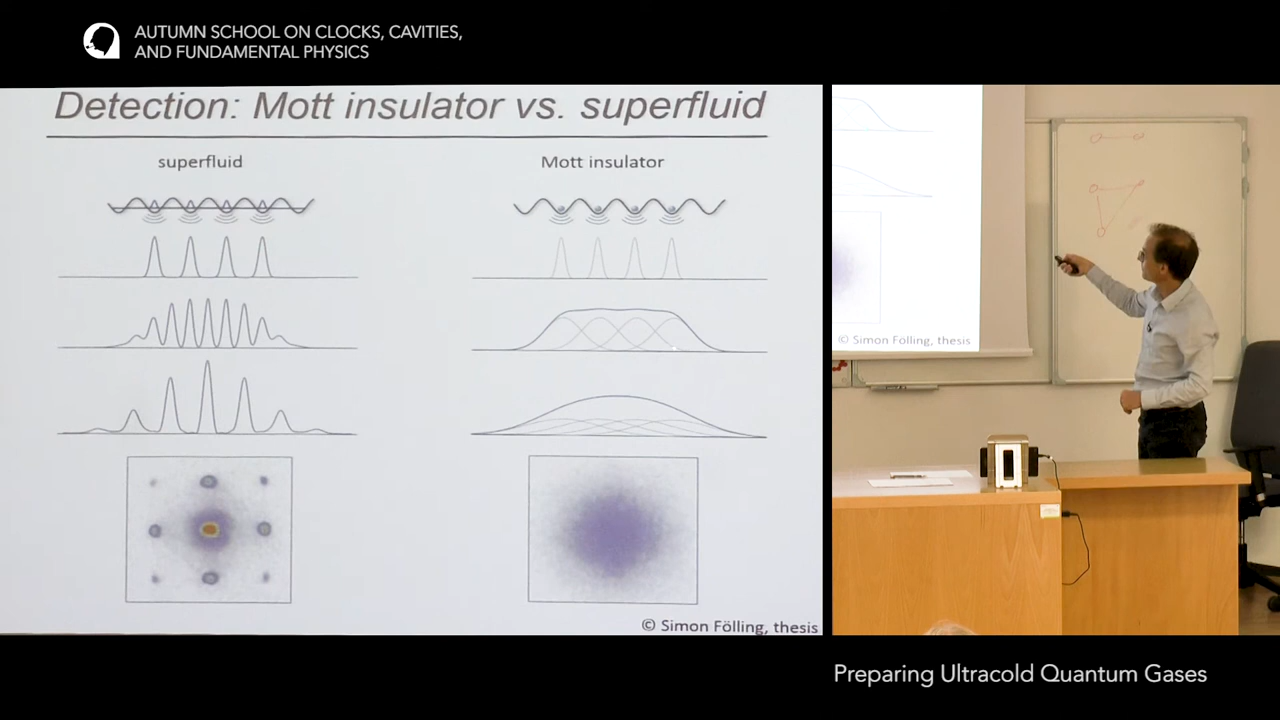 AUTUMN SCHOOL ON CLOCKS, CAVITIES,
AND FUNDAMENTAL PHYSICS
Detection: Mott insulator vs. superfluid
superfluid
Mott insulator
© Simon Fölling, thesis
© Simon Fölling, thesis
Preparing Ultracold Quantum Gases